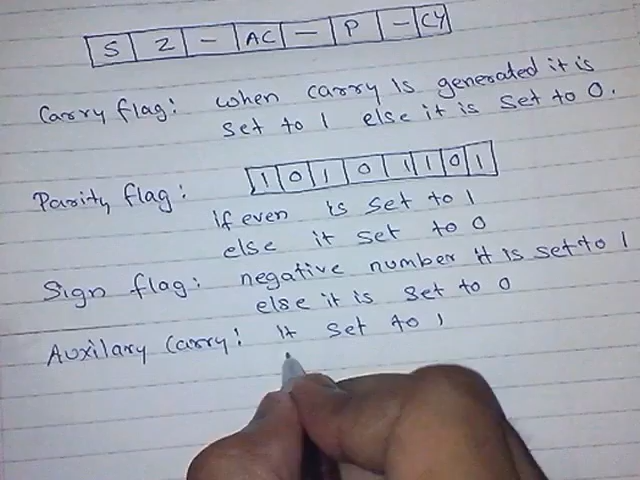 S Z - AC - P - CY
Carry flag: when carry is generated it is
set to 1 else it is set to 0.
Parity flag: 1 0 1 0 1 1 0 1
if even is set to 1
else it set to 0
Sign flag: negative number it is set to 1
else it is set to 0
Auxilary Carry: it set to 1